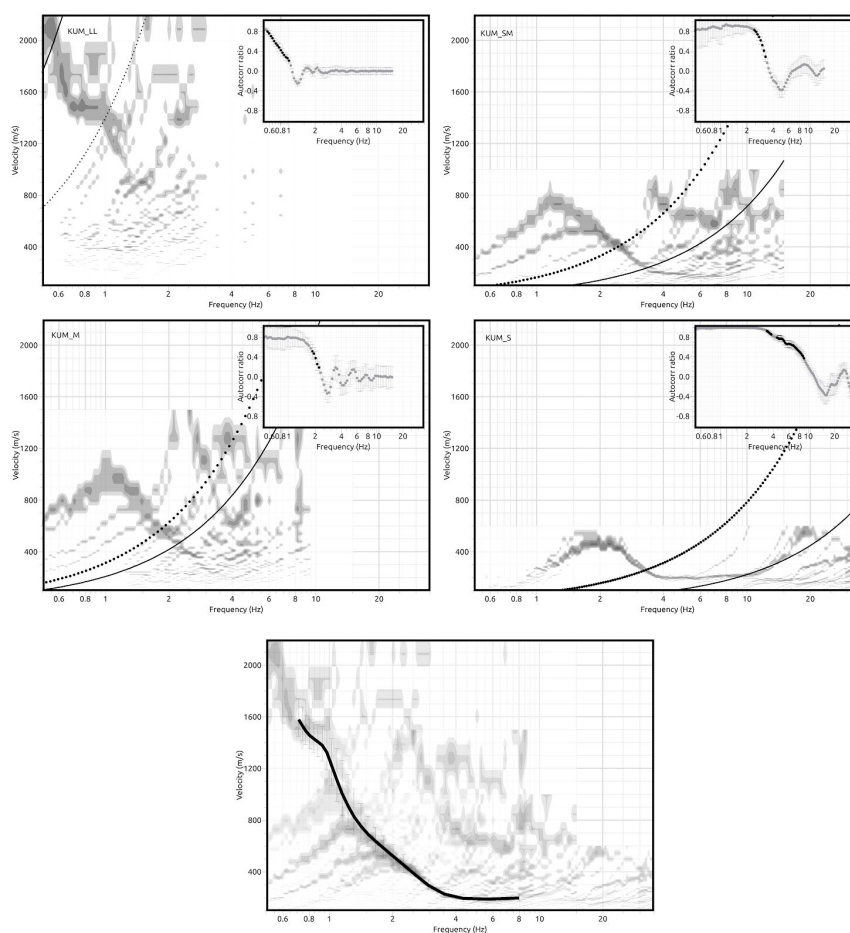 KUM_LL
2000
1600
1200
800
400
Velocity (m/s)
0.6 0.8 1 2 4 6 8 10 20
Frequency (Hz)
0.8
0.4
0.0
-0.4
-0.8
Autocorr ratio
0.60.81 2 4 6 8 10 20
Frequency (Hz)
KUM_SM
2000
1600
1200
800
400
Velocity (m/s)
0.6 0.8 1 2 4 6 8 10 20
Frequency (Hz)
0.8
0.4
0.0
-0.4
-0.8
Autocorr ratio
0.60.81 2 4 6 8 10 20
Frequency (Hz)
KUM_M
2000
1600
1200
800
400
Velocity (m/s)
0.6 0.8 1 2 4 6 8 10 20
Frequency (Hz)
0.8
0.4
0.0
-0.4
-0.8
Autocorr ratio
0.60.81 2 4 6 8 10 20
Frequency (Hz)
KUM_S
2000
1600
1200
800
400
Velocity (m/s)
0.6 0.8 1 2 4 6 8 10 20
Frequency (Hz)
0.8
0.4
0.0
-0.4
-0.8
Autocorr ratio
0.60.81 2 4 6 8 10 20
Frequency (Hz)
2000
1600
1200
800
400
Velocity (m/s)
0.6 0.8 1 2 4 6 8 10 20
Frequency (Hz)